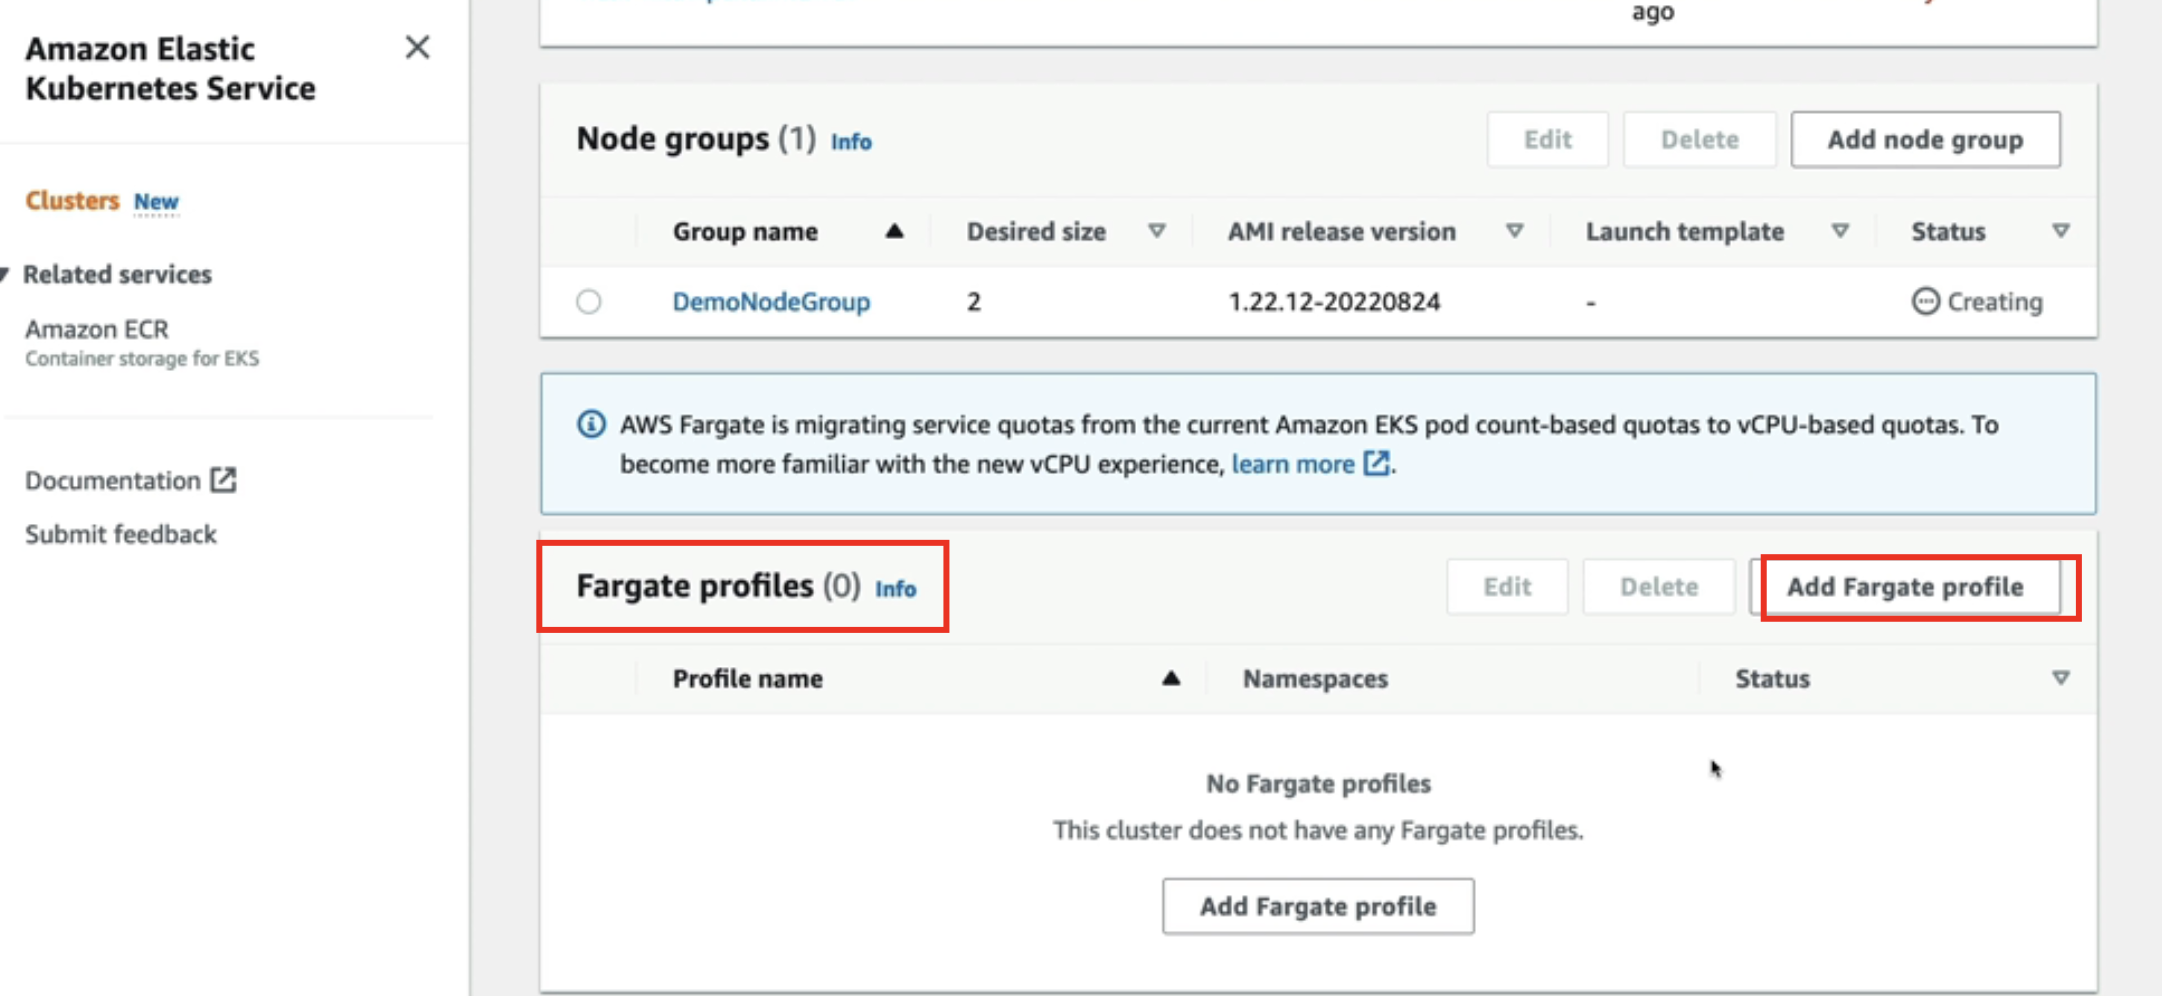 Amazon Elastic
Kubernetes Service
Clusters New
Related services
Amazon ECR
Container storage for EKS
Documentation
Submit feedback
ago
Node groups (1) Info
Edit Delete Add node group
Group name Desired size AMI release version Launch template Status
DemoNodeGroup 2 1.22.12-20220824 - Creating
AWS Fargate is migrating service quotas from the current Amazon EKS pod count-based quotas to vCPU-based quotas. To
become more familiar with the new vCPU experience, learn more.
Fargate profiles (0) Info
Edit Delete Add Fargate profile
Profile name Namespaces Status
No Fargate profiles
This cluster does not have any Fargate profiles.
Add Fargate profile